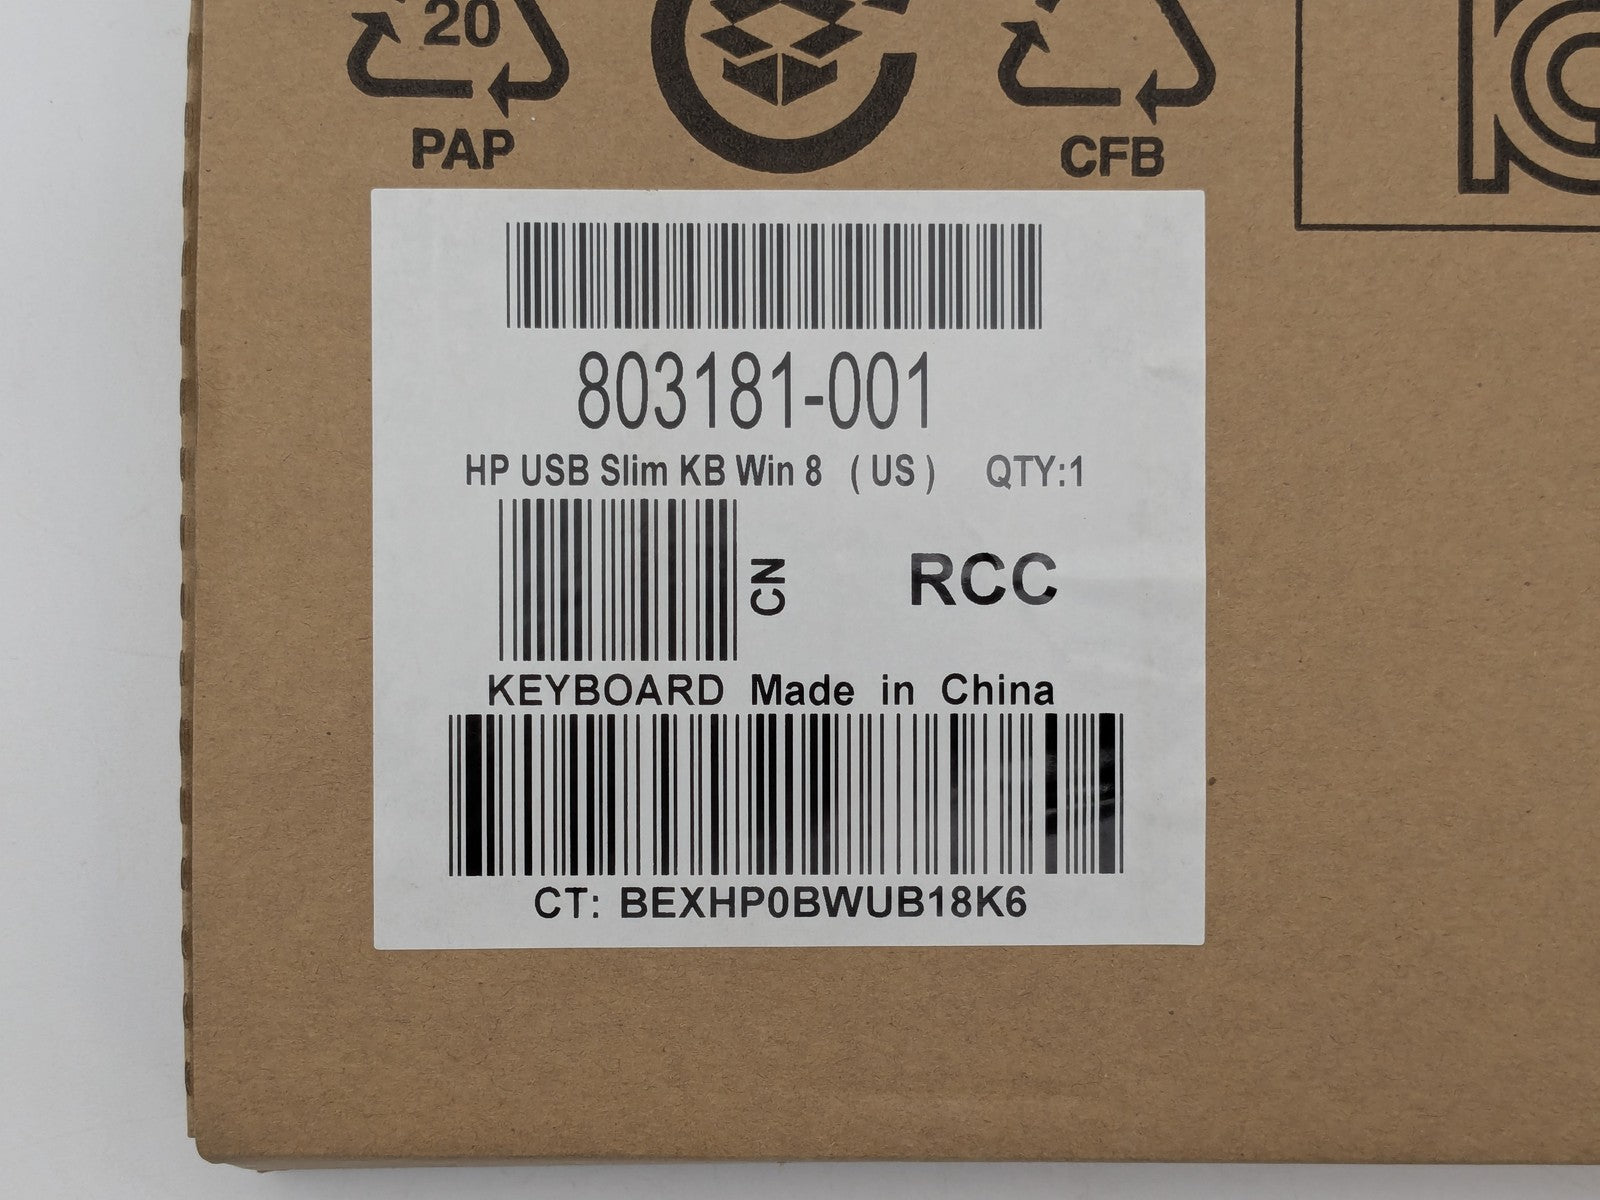 20
PAP
CFB
803181-001
HP USB Slim KB Win 8 (US) QTY:1
CN
RCC
KEYBOARD Made in China
CT: BEXHP0BWUB18K6